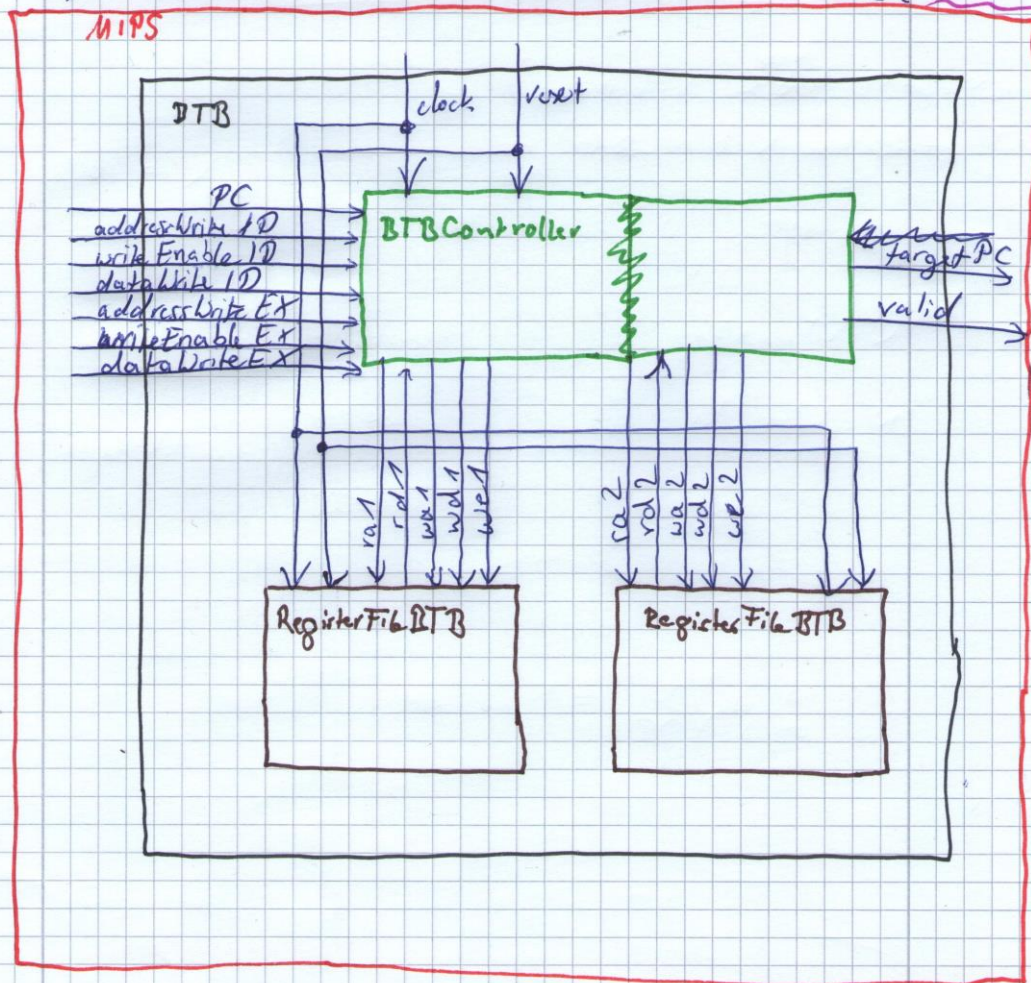 MIPS
BTB
clock
reset
PC
addressWrite ID
writeEnable ID
dataWrite ID
addressWrite EX
writeEnable EX
dataWrite EX
BTBController
targetPC
valid
ra1
rd1
wa1
wd1
we1
ra2
rd2
wa2
wd2
we2
RegisterFileBTB
RegisterFileBTB